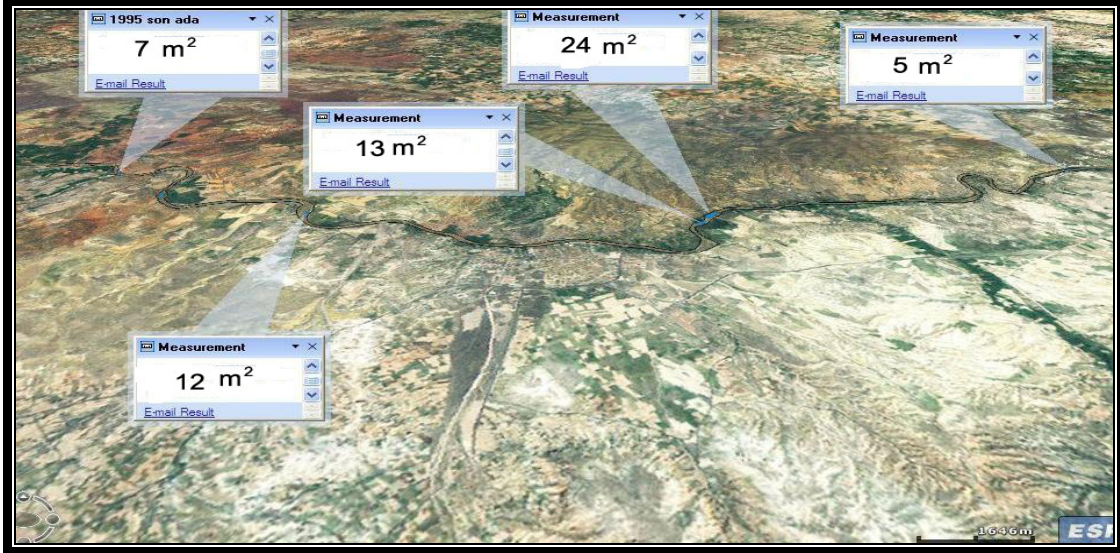 1995 son ada
7 m²
E-mail Result
Measurement
24 m²
E-mail Result
Measurement
5 m²
E-mail Result
Measurement
13 m²
E-mail Result
Measurement
12 m²
E-mail Result
1646m